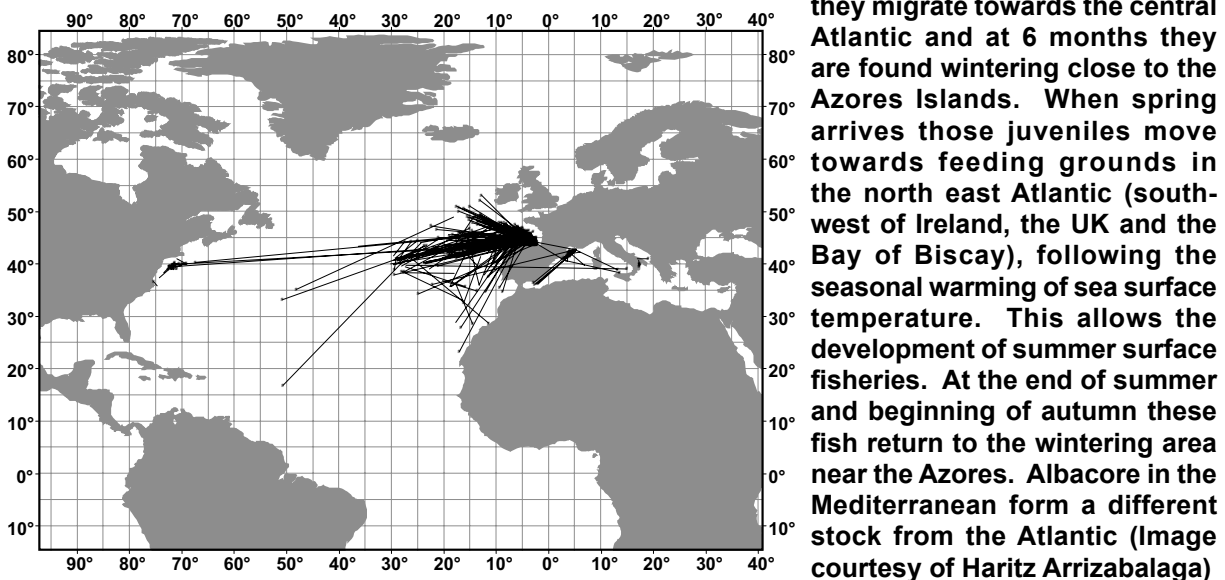 90° 80° 70° 60° 50° 40° 30° 20° 10° 0° 10° 20° 30° 40°
80° 80°
70° 70°
60° 60°
50° 50°
40° 40°
30° 30°
20° 20°
10° 10°
0° 0°
10° 10°
90° 80° 70° 60° 50° 40° 30° 20° 10° 0° 10° 20° 30° 40°
they migrate towards the central
Atlantic and at 6 months they
are found wintering close to the
Azores Islands. When spring
arrives those juveniles move
towards feeding grounds in
the north east Atlantic (south-
west of Ireland, the UK and the
Bay of Biscay), following the
seasonal warming of sea surface
temperature. This allows the
development of summer surface
fisheries. At the end of summer
and beginning of autumn these
fish return to the wintering area
near the Azores. Albacore in the
Mediterranean form a different
stock from the Atlantic (Image
courtesy of Haritz Arrizabalaga)